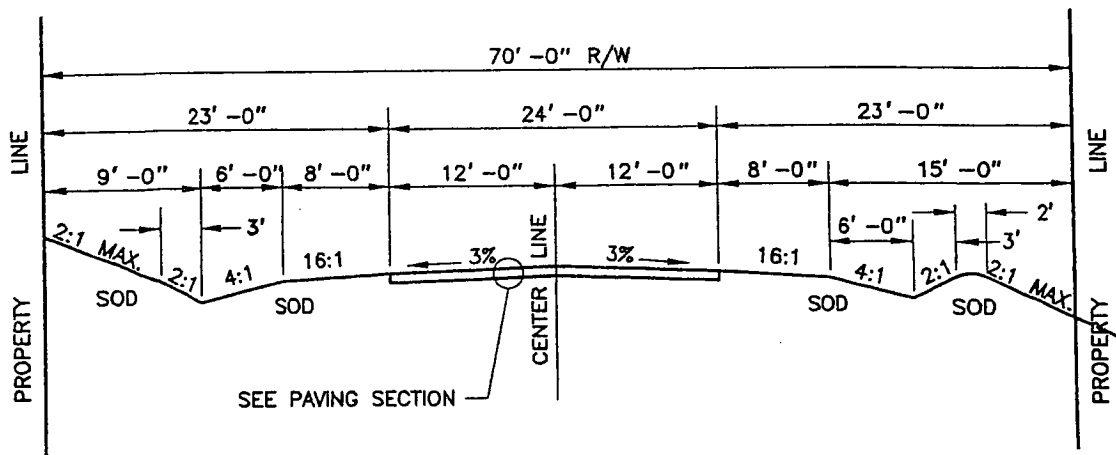 70'-0" R/W
23'-0" 24'-0" 23'-0"
9'-0" 6'-0" 8'-0" 12'-0" 12'-0" 8'-0" 15'-0"
3' 6'-0" 2'
3'
2:1 MAX. 2:1 4:1 16:1 3% 3% 16:1 4:1 2:1 2:1 MAX.
SOD SOD SOD SOD
PROPERTY LINE
CENTER LINE
PROPERTY LINE
SEE PAVING SECTION